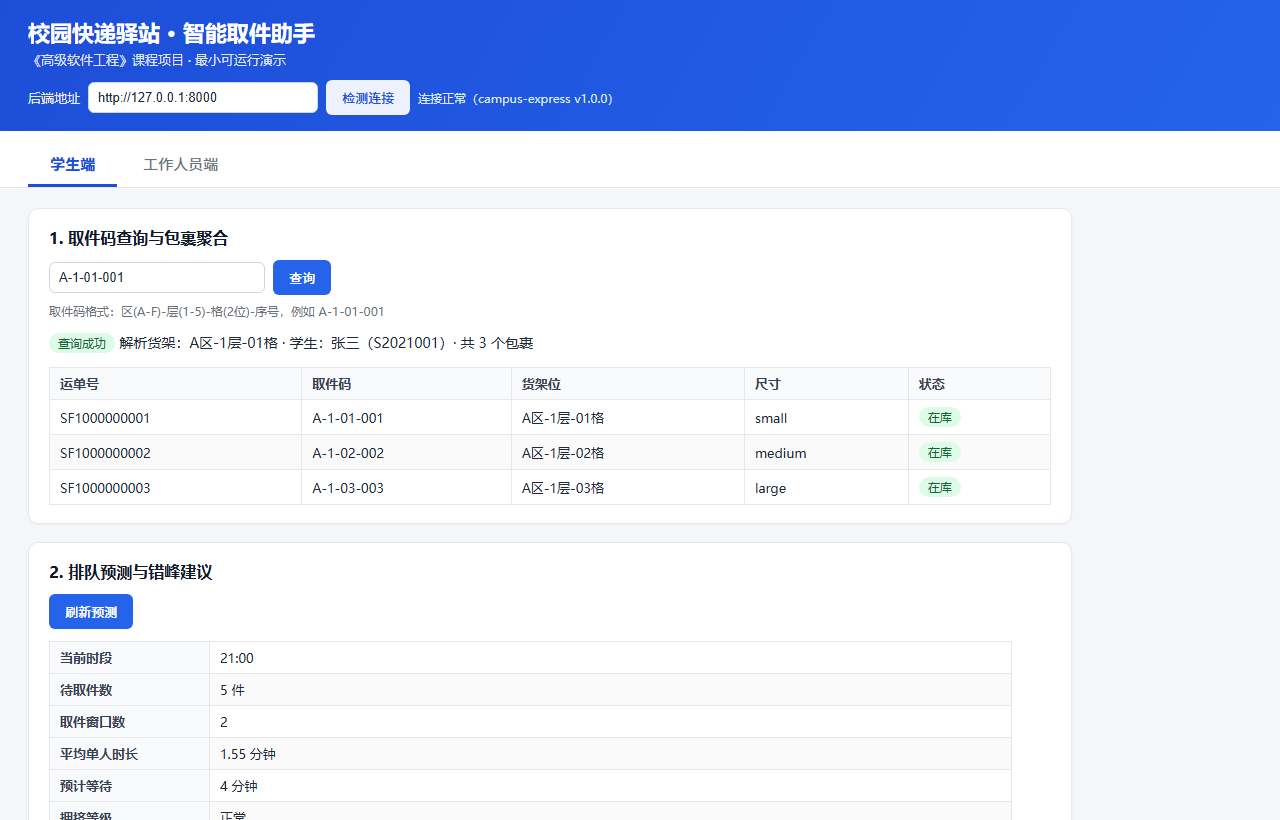 校园快递驿站 • 智能取件助手
《高级软件工程》课程项目 · 最小可运行演示
后端地址 http://127.0.0.1:8000 检测连接 连接正常（campus-express v1.0.0）
学生端 工作人员端
1. 取件码查询与包裹聚合
A-1-01-001 查询
取件码格式：区(A-F)-层(1-5)-格(2位)-序号，例如 A-1-01-001
查询成功 解析货架：A区-1层-01格 · 学生：张三（S2021001）· 共 3 个包裹
运单号 取件码 货架位 尺寸 状态
SF1000000001 A-1-01-001 A区-1层-01格 small 在库
SF1000000002 A-1-02-002 A区-1层-02格 medium 在库
SF1000000003 A-1-03-003 A区-1层-03格 large 在库
2. 排队预测与错峰建议
刷新预测
当前时段 21:00
待取件数 5 件
取件窗口数 2
平均单人时长 1.55 分钟
预计等待 4 分钟
拥挤等级 正常